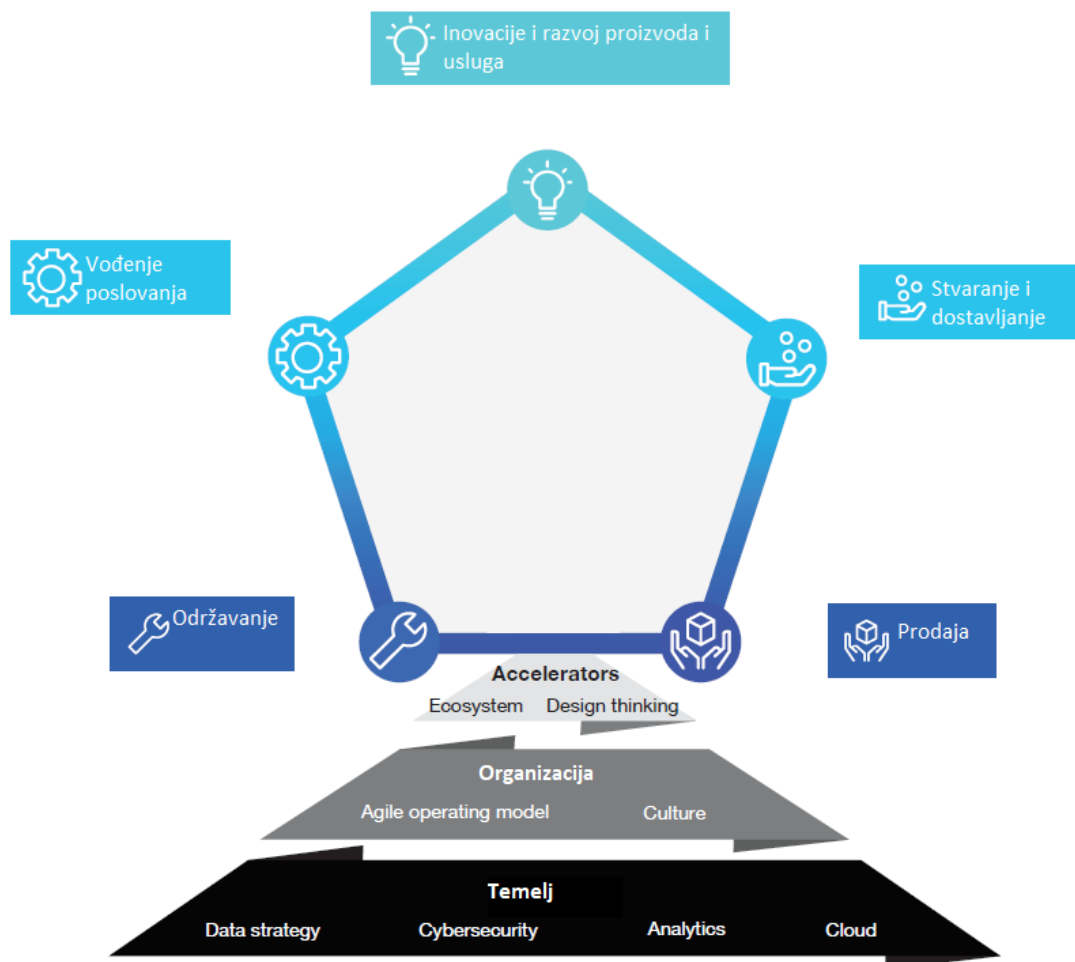 Inovacije i razvoj proizvoda i
usluga
Vođenje
poslovanja
Stvaranje i
dostavljanje
Održavanje
Prodaja
Accelerators
Ecosystem Design thinking
Organizacija
Agile operating model Culture
Temelj
Data strategy Cybersecurity Analytics Cloud